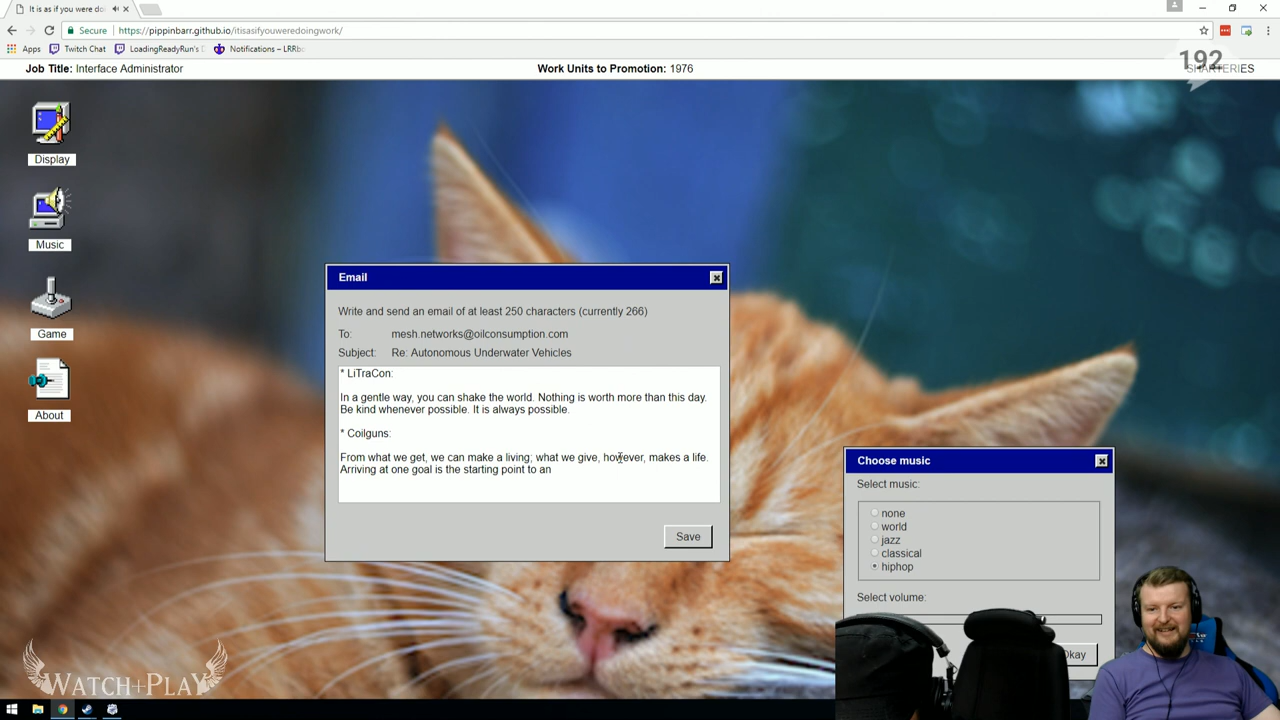 It is as if you were do
Secure
https://pippinbarr.github.io/itisasifyouweredoingwork/
Apps
Twitch Chat
LoadingReadyRun's
Notifications – LRRbo
Job Title: Interface Administrator
Work Units to Promotion: 1976
192
Display
Music
Game
About
Email
Write and send an email of at least 250 characters (currently 266)
To: mesh.networks@oilconsumption.com
Subject: Re: Autonomous Underwater Vehicles
* LiTraCon:
In a gentle way, you can shake the world. Nothing is worth more than this day.
Be kind whenever possible. It is always possible.
* Coilguns:
From what we get, we can make a living; what we give, however, makes a life.
Arriving at one goal is the starting point to an
Save
Choose music
Select music:
none
world
jazz
classical
hiphop
Select volume:
Okay
WATCH+PLAY